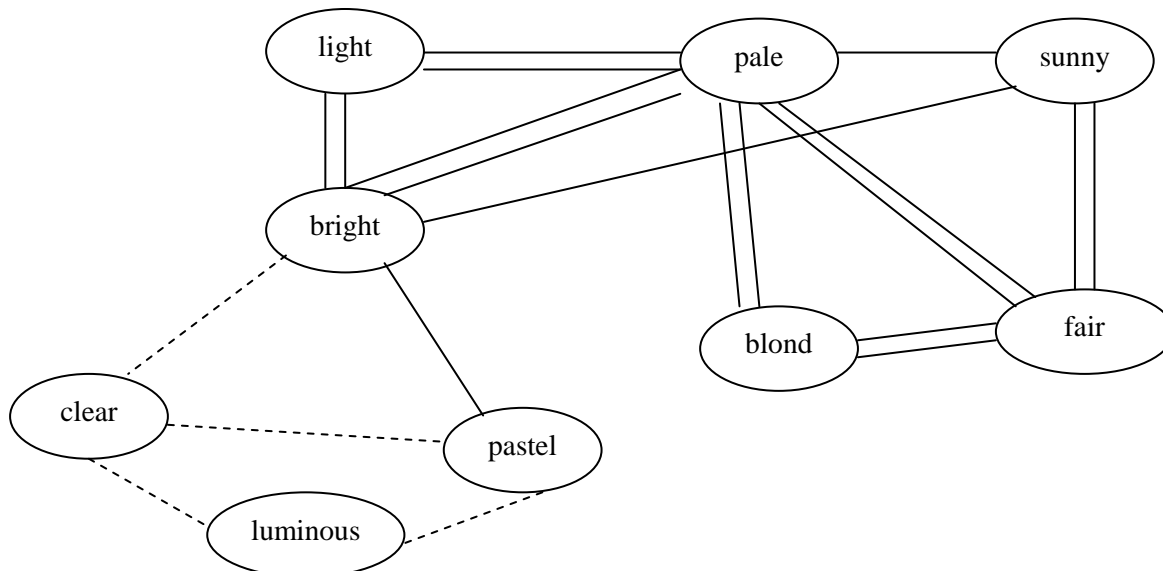 light
pale
sunny
bright
fair
blond
clear
pastel
luminous